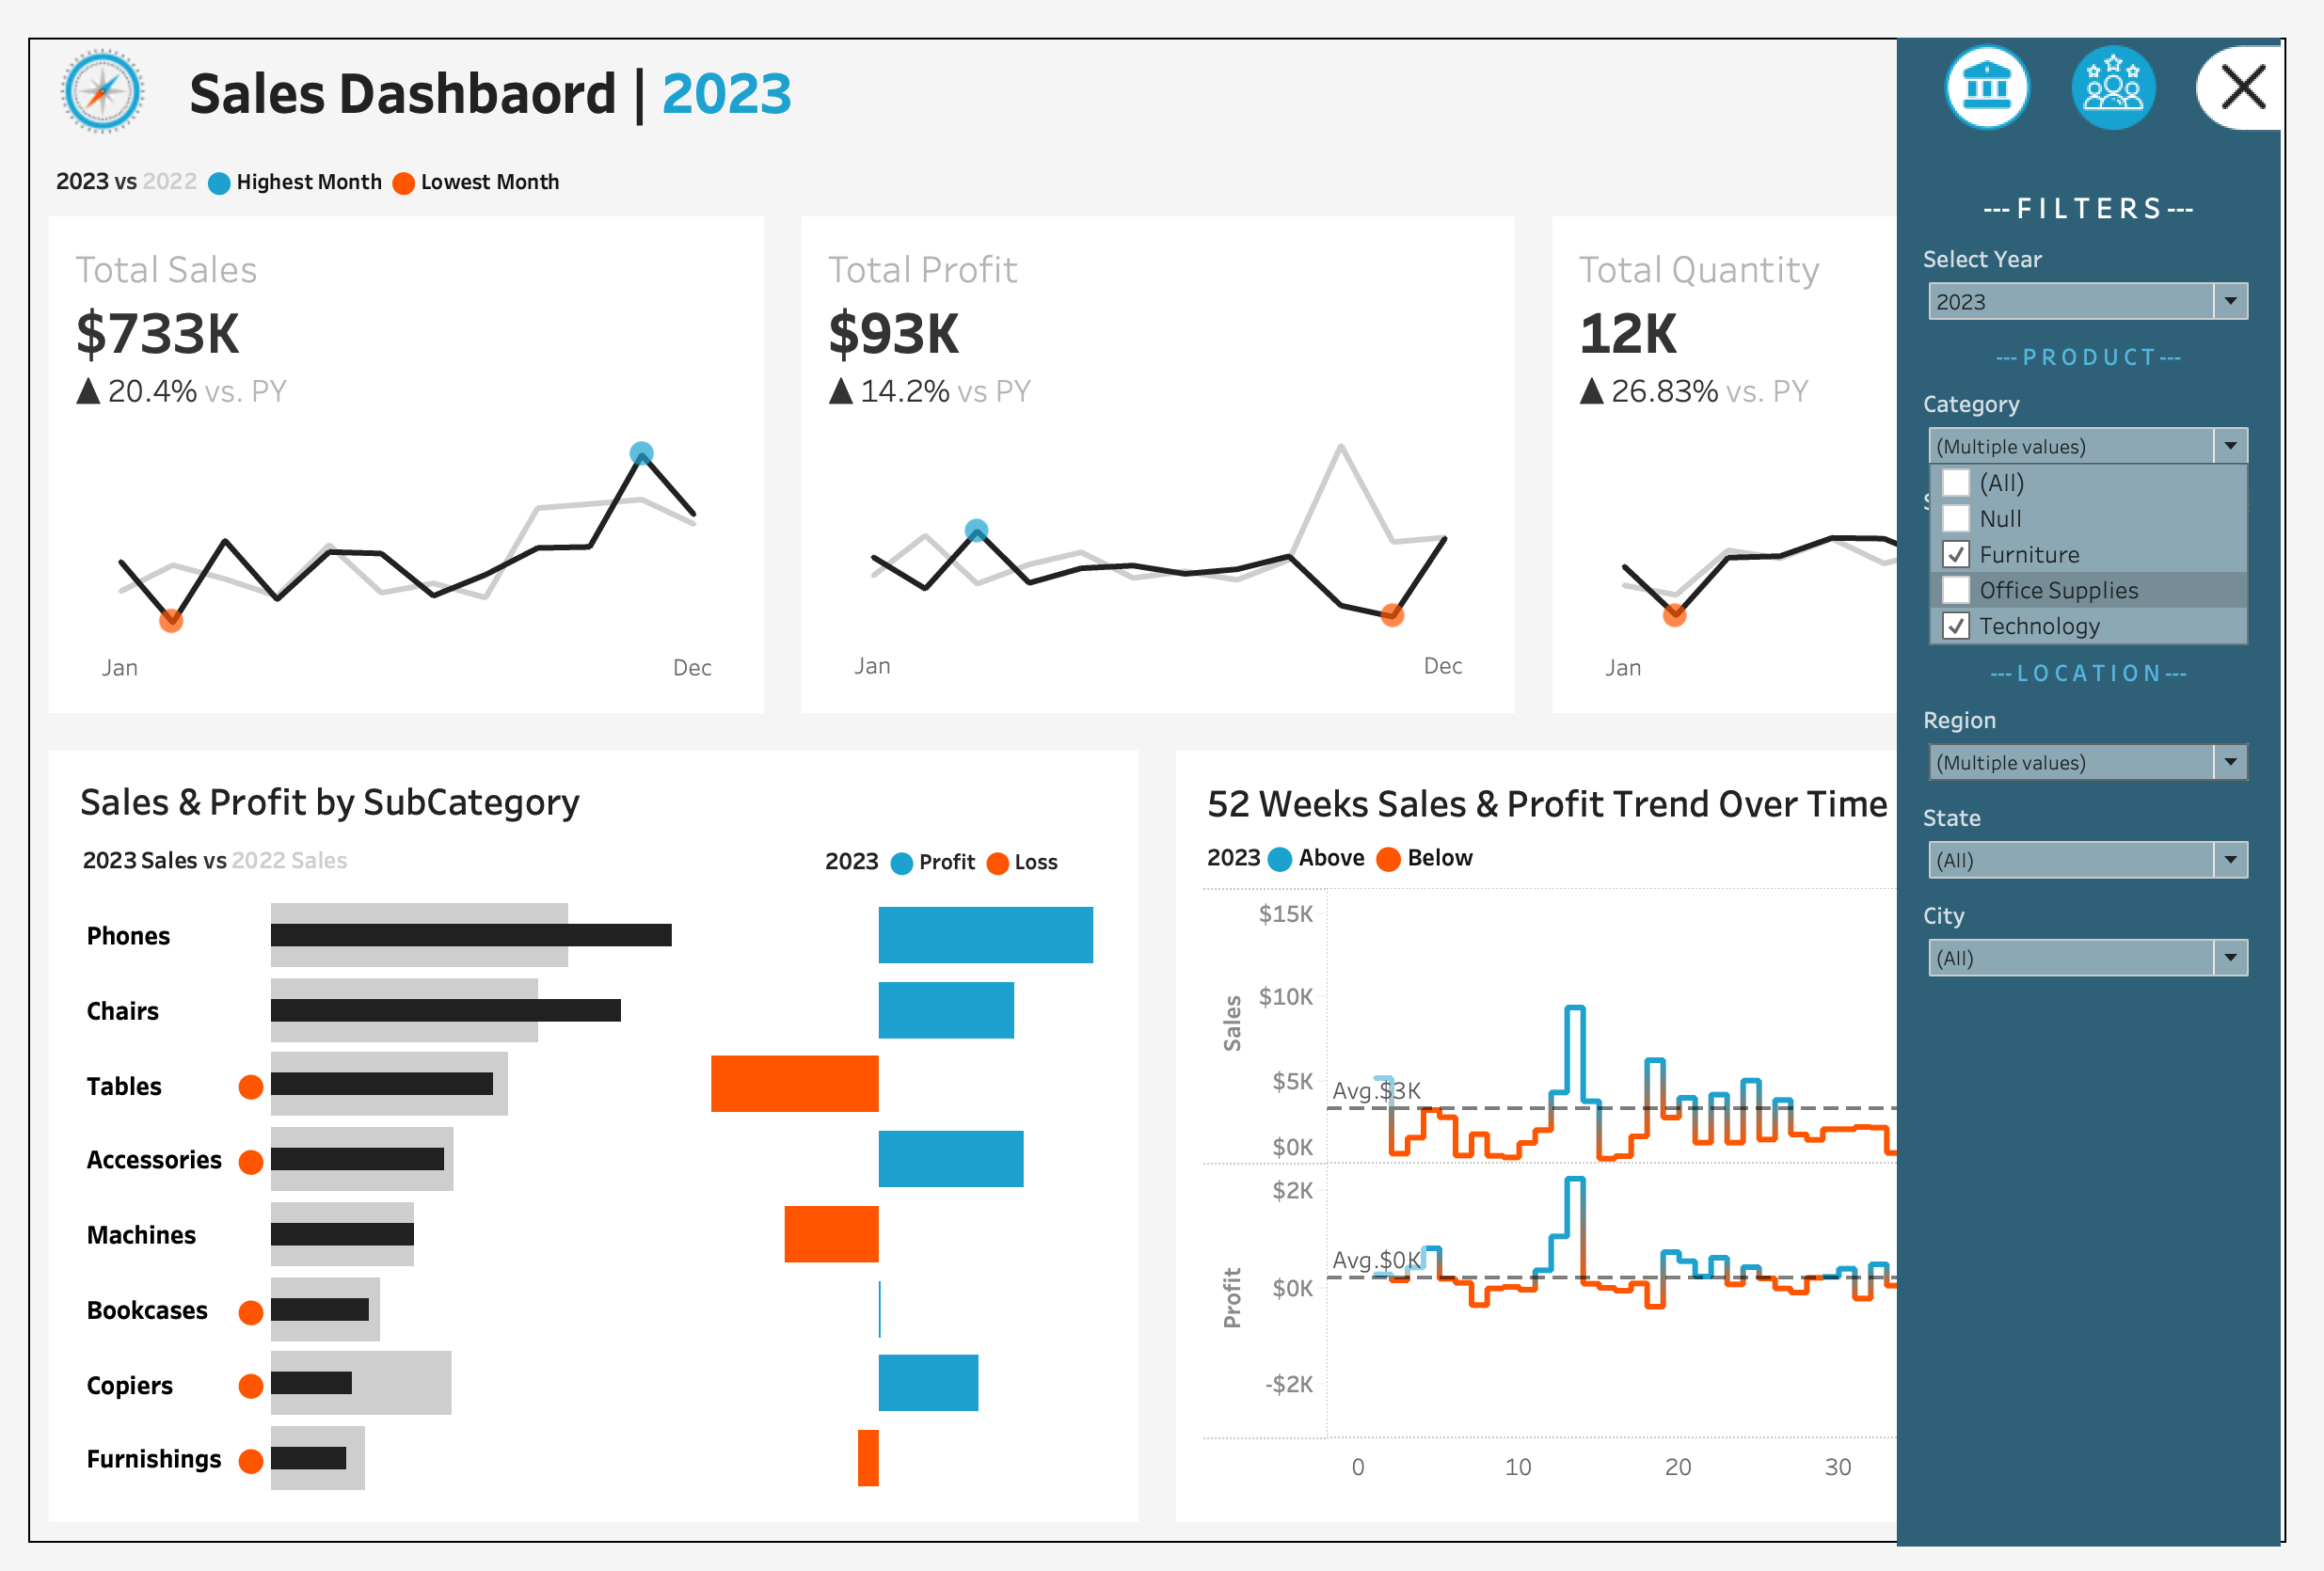 Sales Dashbaord | 2023
2023 vs 2022 Highest Month Lowest Month
Total Sales
$733K
▲ 20.4% vs. PY
Jan Dec
Total Profit
$93K
▲ 14.2% vs PY
Jan Dec
Total Quantity
12K
▲ 26.83% vs. PY
Jan
Sales & Profit by SubCategory
2023 Sales vs 2022 Sales
2023 Profit Loss
Phones
Chairs
Tables
Accessories
Machines
Bookcases
Copiers
Furnishings
52 Weeks Sales & Profit Trend Over Time
2023 Above Below
Sales
$15K
$10K
$5K
$0K
Avg.$3K
Profit
$2K
$0K
-$2K
Avg.$0K
0 10 20 30
---FILTERS---
Select Year
2023
---PRODUCT---
Category
(Multiple values)
(All)
Null
Furniture
Office Supplies
Technology
---LOCATION---
Region
(Multiple values)
State
(All)
City
(All)